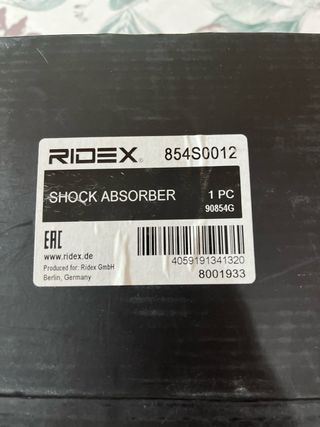 RIDEX® 854S0012
SHOCK ABSORBER 1 PC
90854G
EAC
www.ridex.de
Produced for: Ridex GmbH
Berlin, Germany
4059191341320
8001933